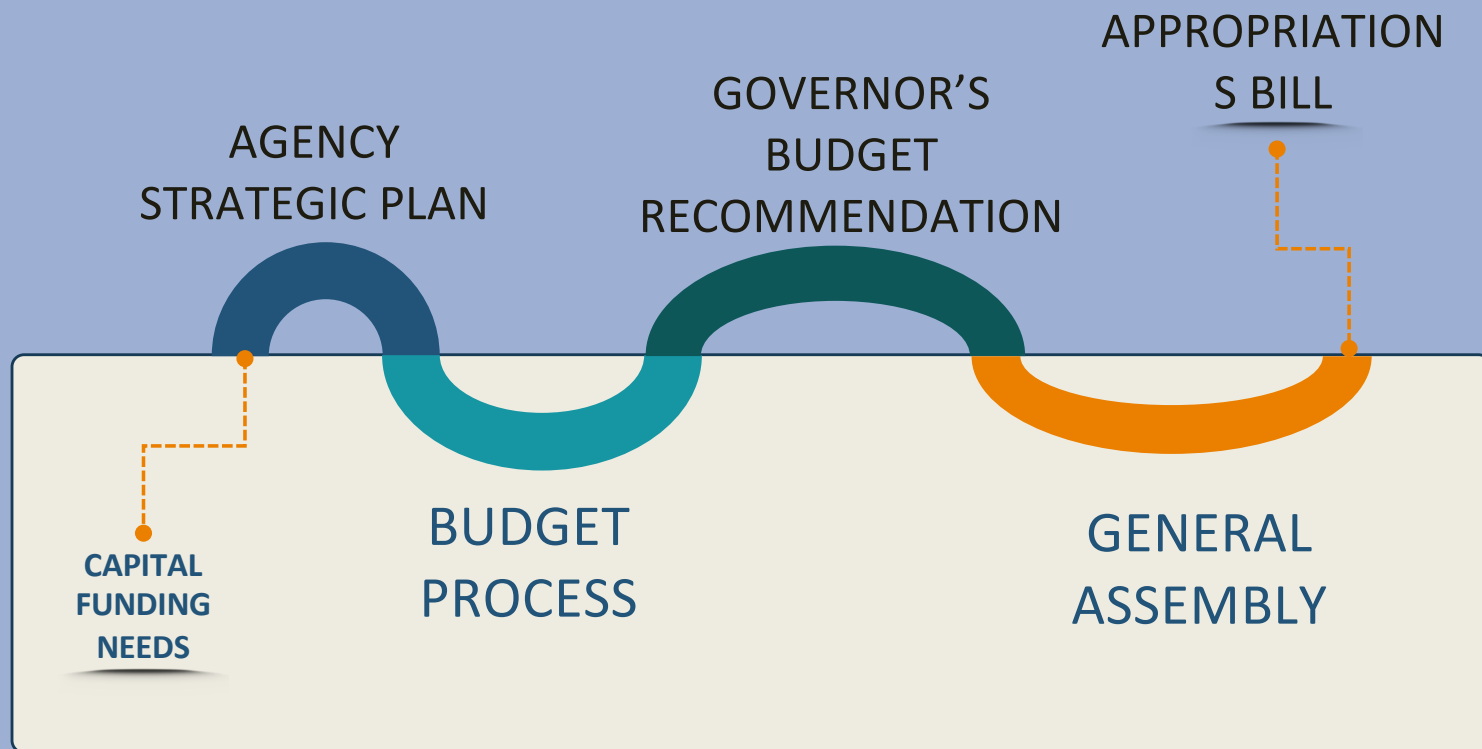 AGENCY
STRATEGIC PLAN
GOVERNOR’S
BUDGET
RECOMMENDATION
APPROPRIATION
S BILL
CAPITAL
FUNDING
NEEDS
BUDGET
PROCESS
GENERAL
ASSEMBLY